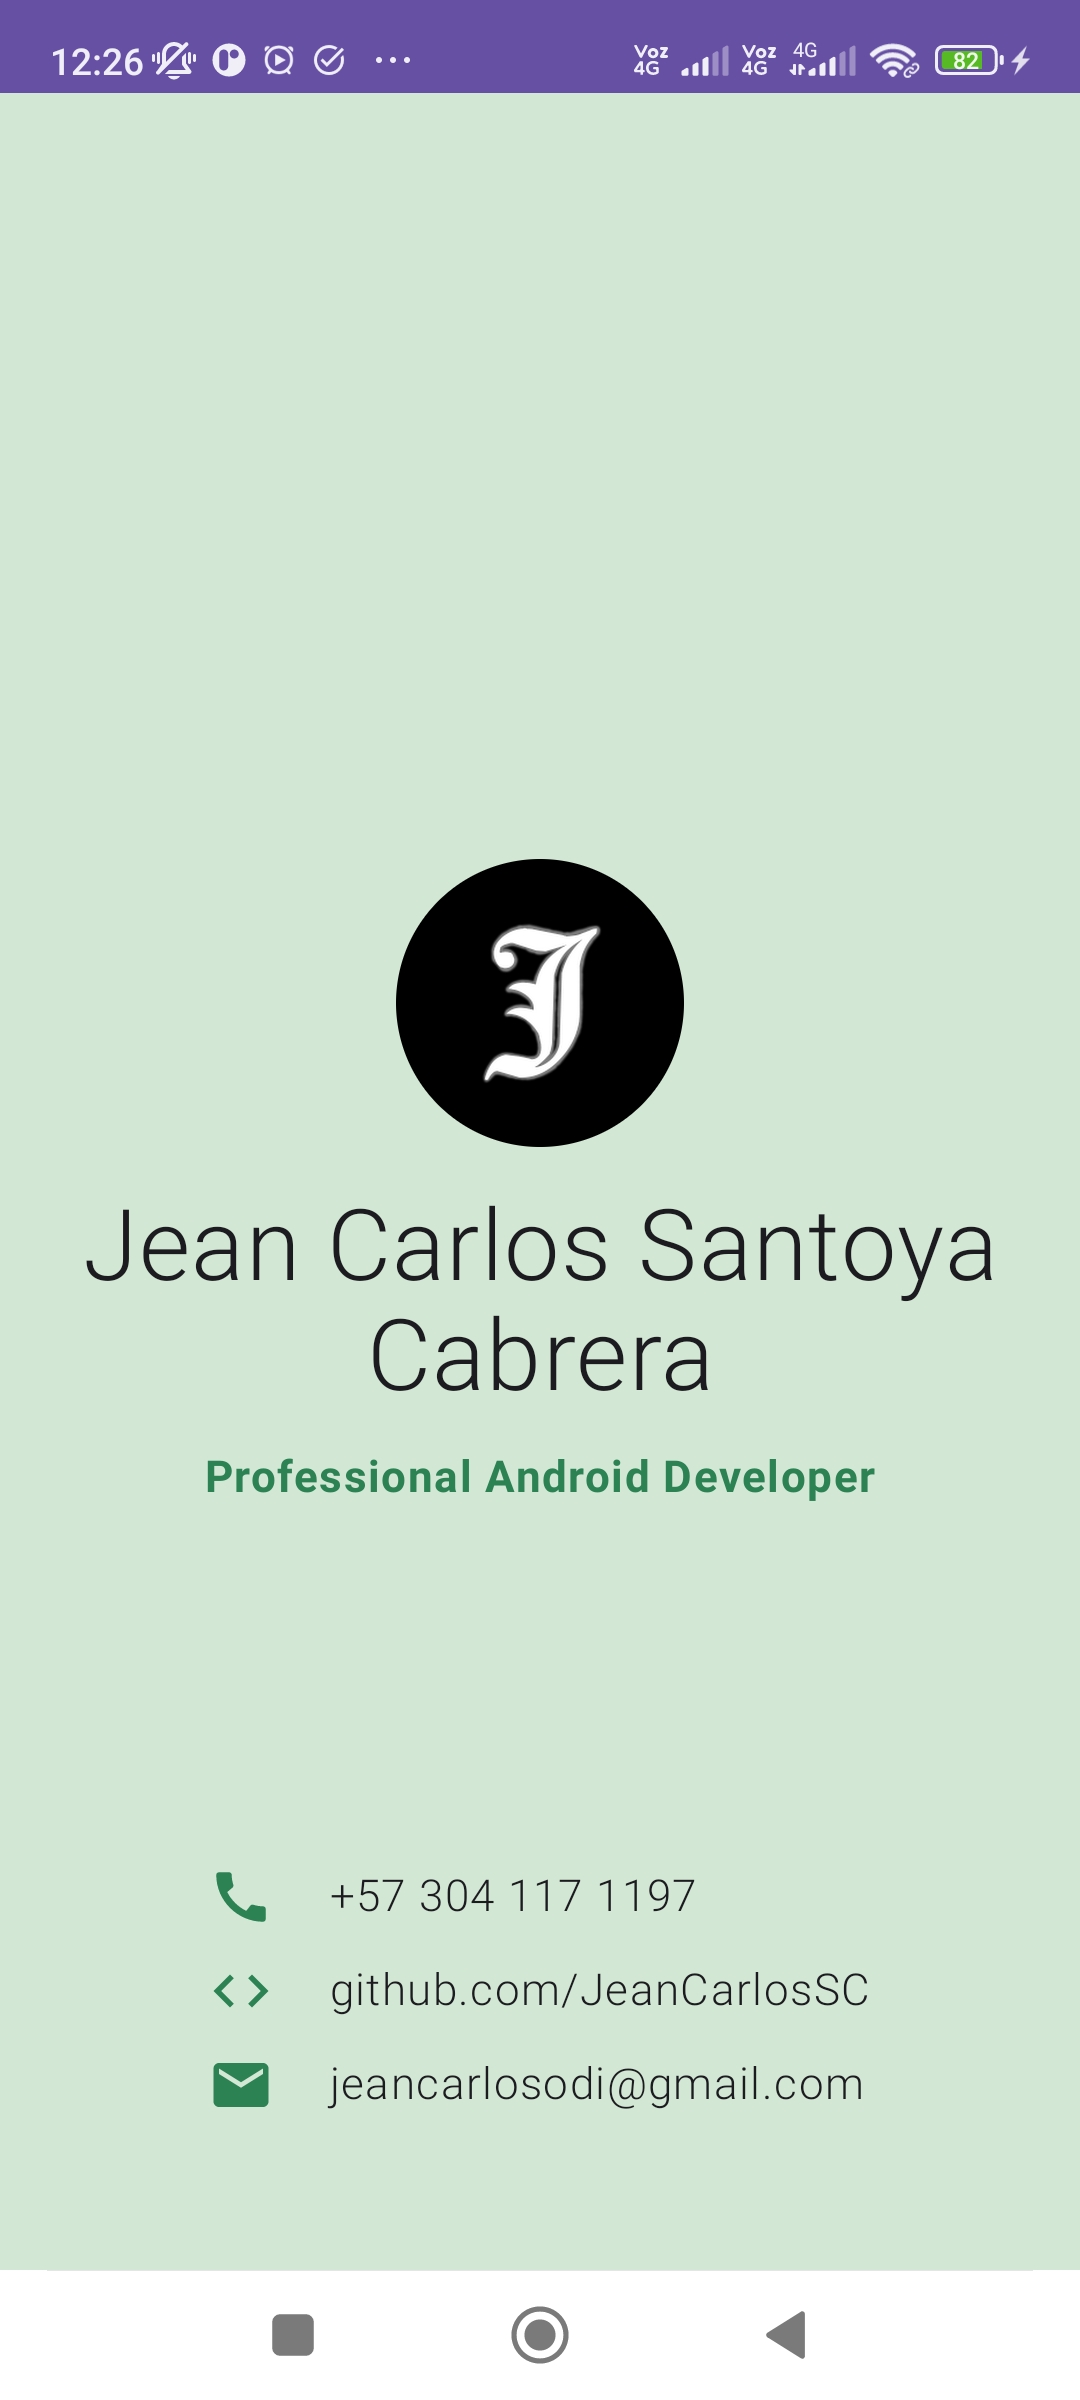 12:26
Voz 4G Voz 4G 4G 82
J
Jean Carlos Santoya
Cabrera
Professional Android Developer
+57 304 117 1197
github.com/JeanCarlosSC
jeancarlosodi@gmail.com